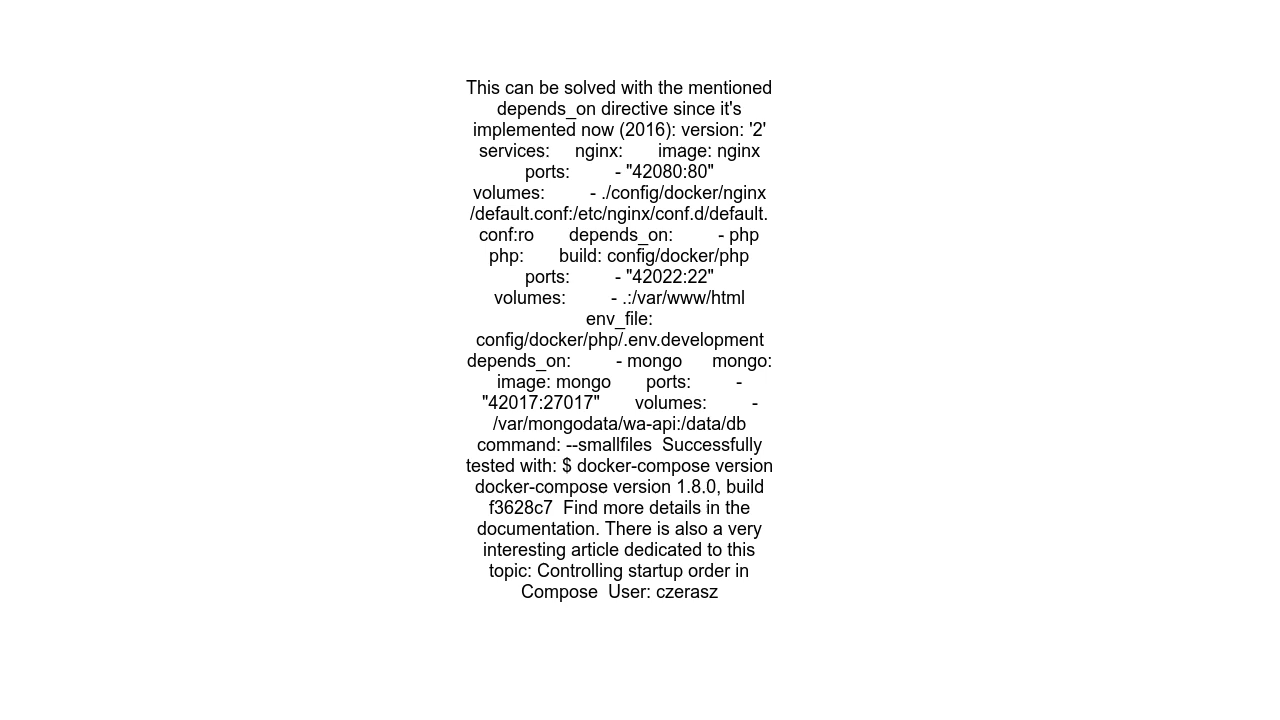 This can be solved with the mentioned
depends_on directive since it's
implemented now (2016): version: '2'
services:     nginx:       image: nginx
ports:         - "42080:80"
volumes:         - ./config/docker/nginx
/default.conf:/etc/nginx/conf.d/default.
conf:ro       depends_on:         - php
php:       build: config/docker/php
ports:         - "42022:22"
volumes:         - .:/var/www/html
env_file:
config/docker/php/.env.development
depends_on:         - mongo      mongo:
image: mongo       ports:         -
"42017:27017"       volumes:         -
/var/mongodata/wa-api:/data/db
command: --smallfiles  Successfully
tested with: $ docker-compose version
docker-compose version 1.8.0, build
f3628c7  Find more details in the
documentation. There is also a very
interesting article dedicated to this
topic: Controlling startup order in
Compose  User: czerasz